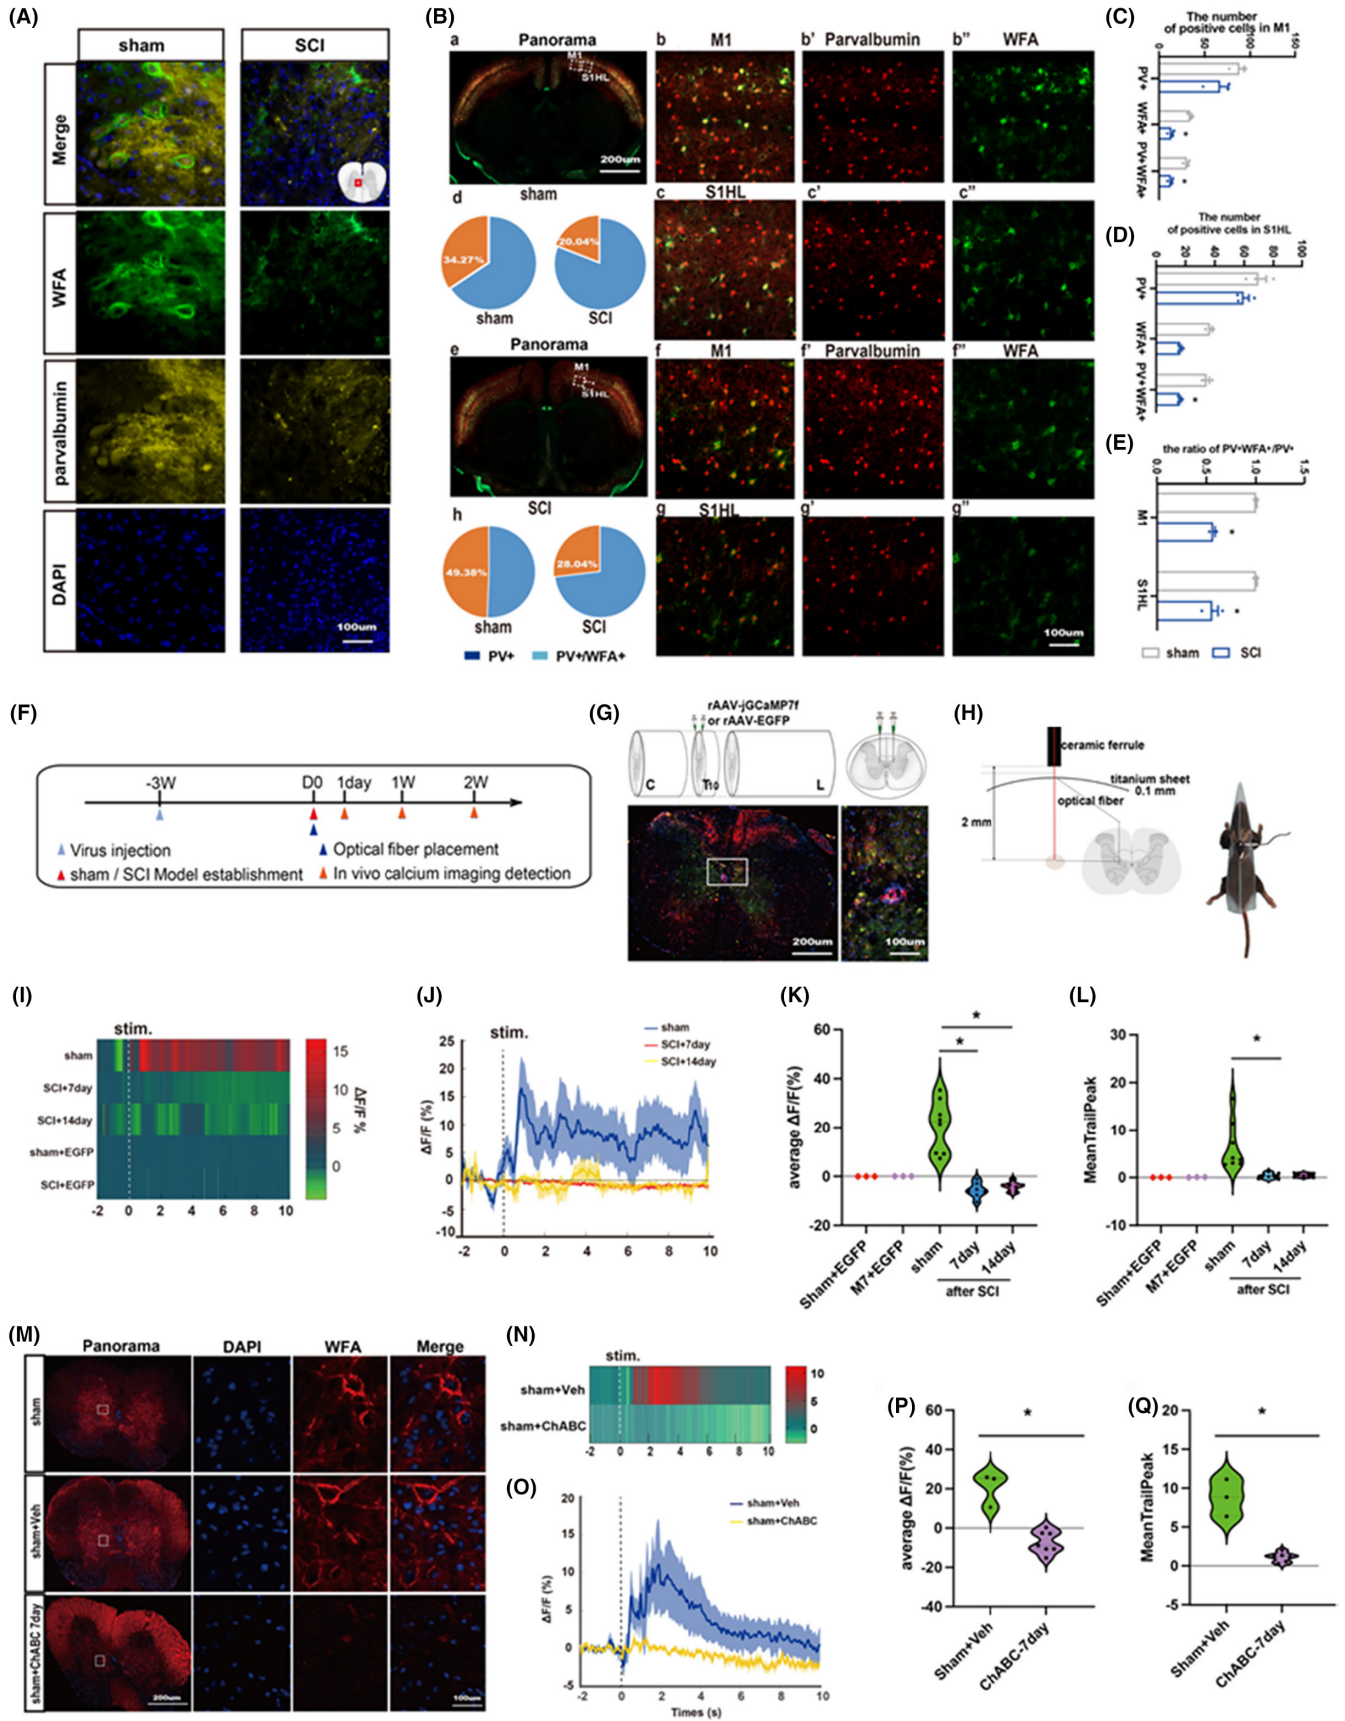 (A)
sham
SCI
Merge
WFA
parvalbumin
DAPI
100um
(B)
a
Panorama
M1
S1HL
200um
sham
b
M1
b'
Parvalbumin
b''
WFA
c
S1HL
c'
c''
d
34.27%
20.04%
sham
SCI
e
Panorama
M1
S1HL
SCI
f
M1
f'
Parvalbumin
f''
WFA
g
S1HL
g'
g''
100um
h
49.38%
28.04%
sham
SCI
PV+
PV+/WFA+
(C)
The number
of positive cells in M1
0
50
100
150
PV+
WFA+
PV+WFA+
*
*
(D)
The number
of positive cells in S1HL
0
20
40
60
80
100
PV+
WFA+
PV+WFA+
*
(E)
the ratio of PV+WFA+/PV+
0.0
0.5
1.0
1.5
M1
S1HL
*
*
sham
SCI
(F)
-3W
D0
1day
1W
2W
Virus injection
Optical fiber placement
sham / SCI Model establishment
In vivo calcium imaging detection
(G)
rAAV-jGCaMP7f
or rAAV-EGFP
C
T10
L
200um
100um
(H)
ceramic ferrule
titanium sheet
0.1 mm
optical fiber
2 mm
(I)
stim.
sham
SCI+7day
SCI+14day
sham+EGFP
SCI+EGFP
-2
0
2
4
6
8
10
15
10
5
0
ΔF/F %
(J)
stim.
sham
SCI+7day
SCI+14day
ΔF/F (%)
25
20
15
10
5
0
-5
-10
-2
0
2
4
6
8
10
(K)
average ΔF/F(%)
60
40
20
0
-20
*
*
Sham+EGFP
M7+EGFP
sham
7day
14day
after SCI
(L)
MeanTrailPeak
30
20
10
0
-10
*
Sham+EGFP
M7+EGFP
sham
7day
14day
after SCI
(M)
Panorama
DAPI
WFA
Merge
sham
sham+Veh
sham+ChABC 7day
200um
100um
(N)
stim.
sham+Veh
sham+ChABC
-2
0
2
4
6
8
10
10
5
0
(O)
sham+Veh
sham+ChABC
ΔF/F (%)
20
15
10
5
0
-5
-2
0
2
4
6
8
10
Times (s)
(P)
average ΔF/F(%)
60
40
20
0
-20
-40
*
Sham+Veh
ChABC-7day
(Q)
MeanTrailPeak
20
15
10
5
0
-5
*
Sham+Veh
ChABC-7day